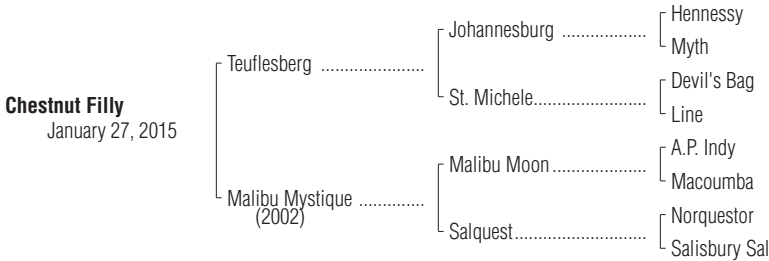 Hennessy
Johannesburg ..................
Myth
Teuflesberg ......................
Devil's Bag
St. Michele........................
Line
Chestnut Filly
January 27, 2015
A.P. Indy
Malibu Moon ....................
Macoumba
Malibu Mystique ..............
(2002)
Norquestor
Salquest............................
Salisbury Sal